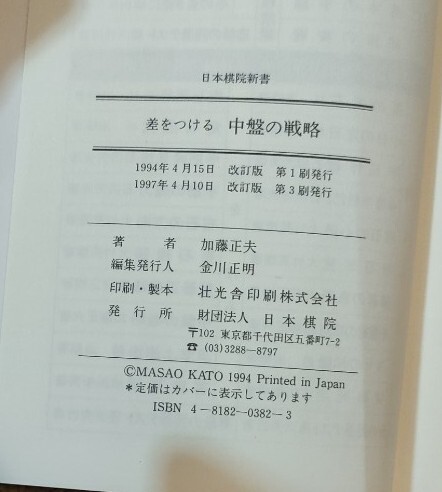 日本棋院新書
差をつける 中盤の戦略
1994年4月15日 改訂版 第1刷発行
1997年4月10日 改訂版 第3刷発行
著者 加藤正夫
編集発行人 金川正明
印刷・製本 壮光舎印刷株式会社
発行所 財団法人 日本棋院
〒102 東京都千代田区五番町7-2
☎ (03)3288-8797
©MASAO KATO 1994 Printed in Japan
*定価はカバーに表示してあります
ISBN 4-8182-0382-3